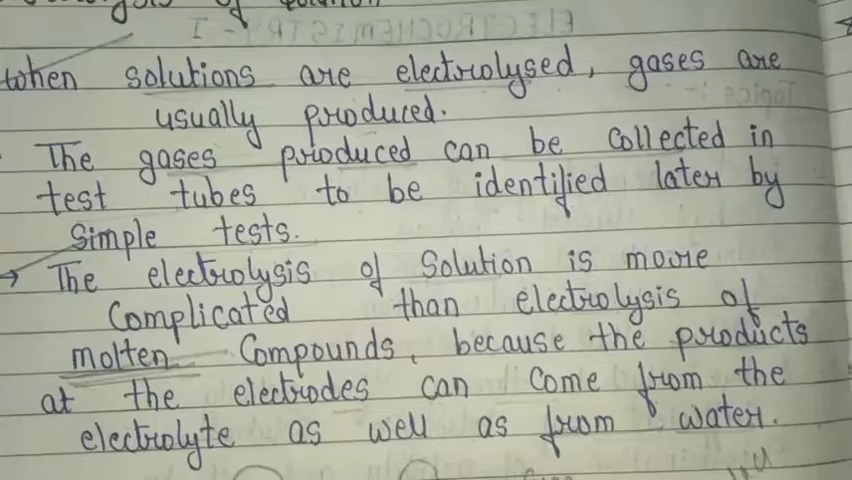 of solution
when solutions are electrolysed, gases are
usually produced.
The gases produced can be collected in
test tubes to be identified later by
Simple tests.
→ The electrolysis of Solution is more
Complicated than electrolysis of
molten Compounds, because the products
at the electrodes can come from the
electrolyte as well as from water.